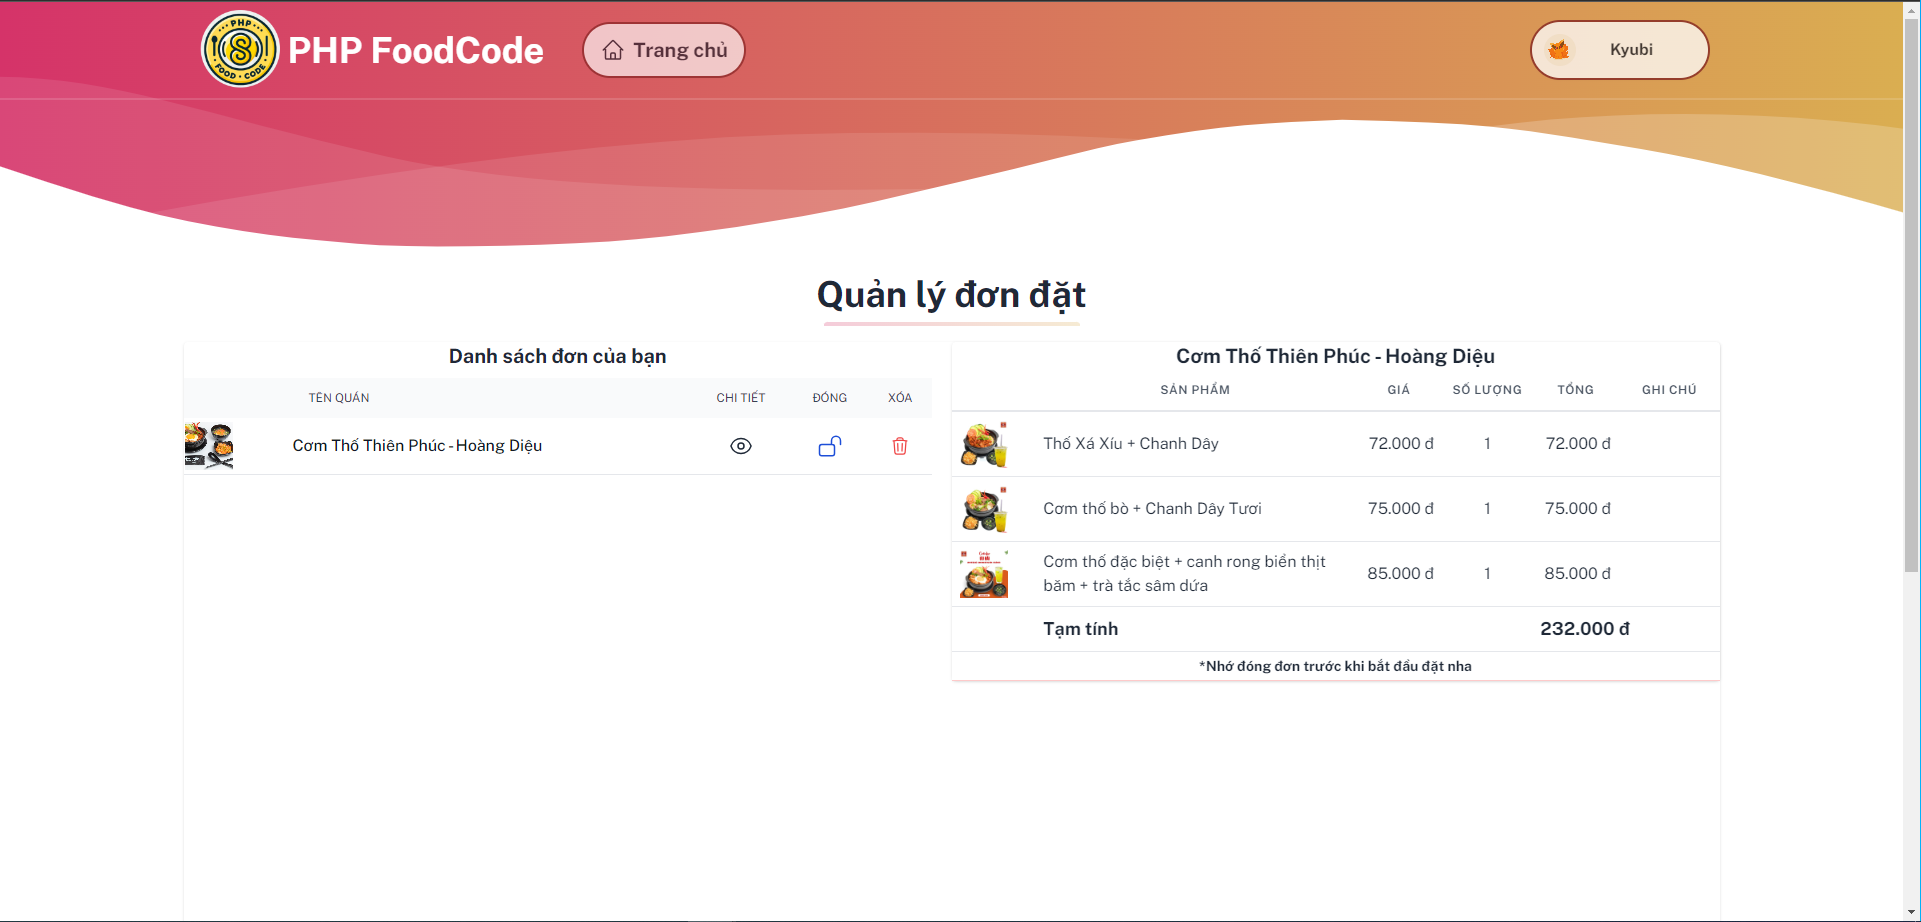 PHP
FOOD • CODE
PHP FoodCode
Trang chủ
Kyubi
Quản lý đơn đặt
Danh sách đơn của bạn
TÊN QUÁN CHI TIẾT ĐÓNG XÓA
Cơm Thố Thiên Phúc - Hoàng Diệu
Cơm Thố Thiên Phúc - Hoàng Diệu
SẢN PHẨM GIÁ SỐ LƯỢNG TỔNG GHI CHÚ
Thố Xá Xíu + Chanh Dây 72.000 đ 1 72.000 đ
Cơm thố bò + Chanh Dây Tươi 75.000 đ 1 75.000 đ
Cơm thố đặc biệt + canh rong biển thịt
băm + trà tắc sâm dứa 85.000 đ 1 85.000 đ
Tạm tính 232.000 đ
*Nhớ đóng đơn trước khi bắt đầu đặt nha